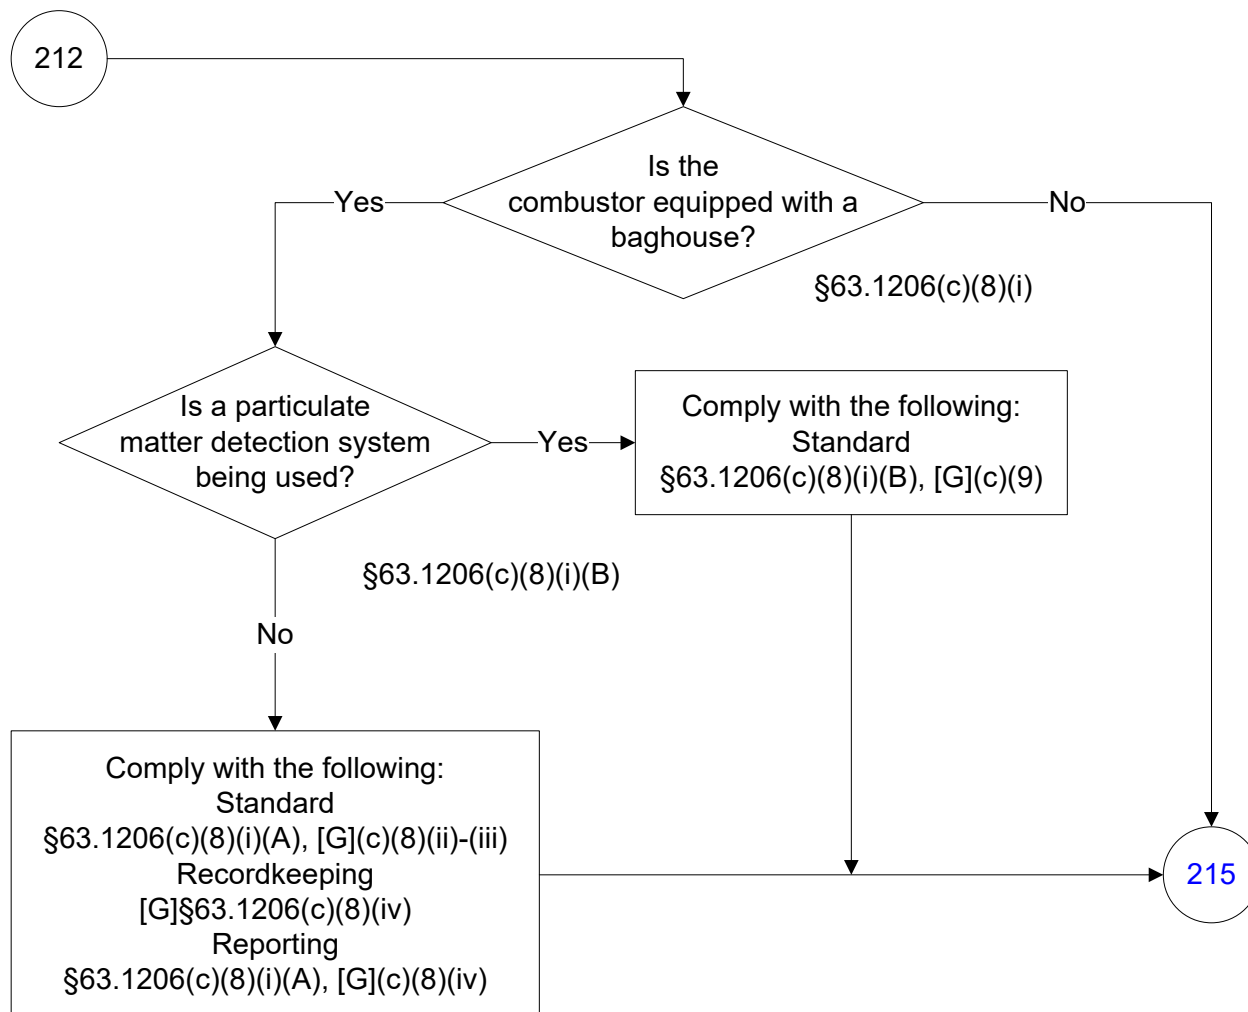 212
Is the
combustor equipped with a
baghouse?
Yes
No
§63.1206(c)(8)(i)
Is a particulate
matter detection system
being used?
Yes
Comply with the following:
Standard
§63.1206(c)(8)(i)(B), [G](c)(9)
§63.1206(c)(8)(i)(B)
No
Comply with the following:
Standard
§63.1206(c)(8)(i)(A), [G](c)(8)(ii)-(iii)
Recordkeeping
[G]§63.1206(c)(8)(iv)
Reporting
§63.1206(c)(8)(i)(A), [G](c)(8)(iv)
215